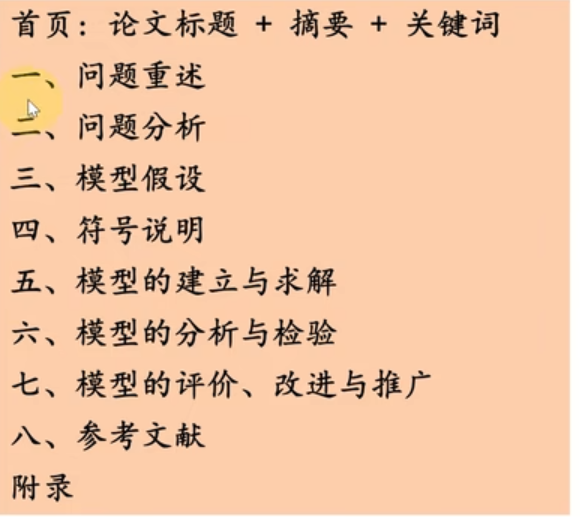 首页：论文标题 + 摘要 + 关键词
一、问题重述
二、问题分析
三、模型假设
四、符号说明
五、模型的建立与求解
六、模型的分析与检验
七、模型的评价、改进与推广
八、参考文献
附录